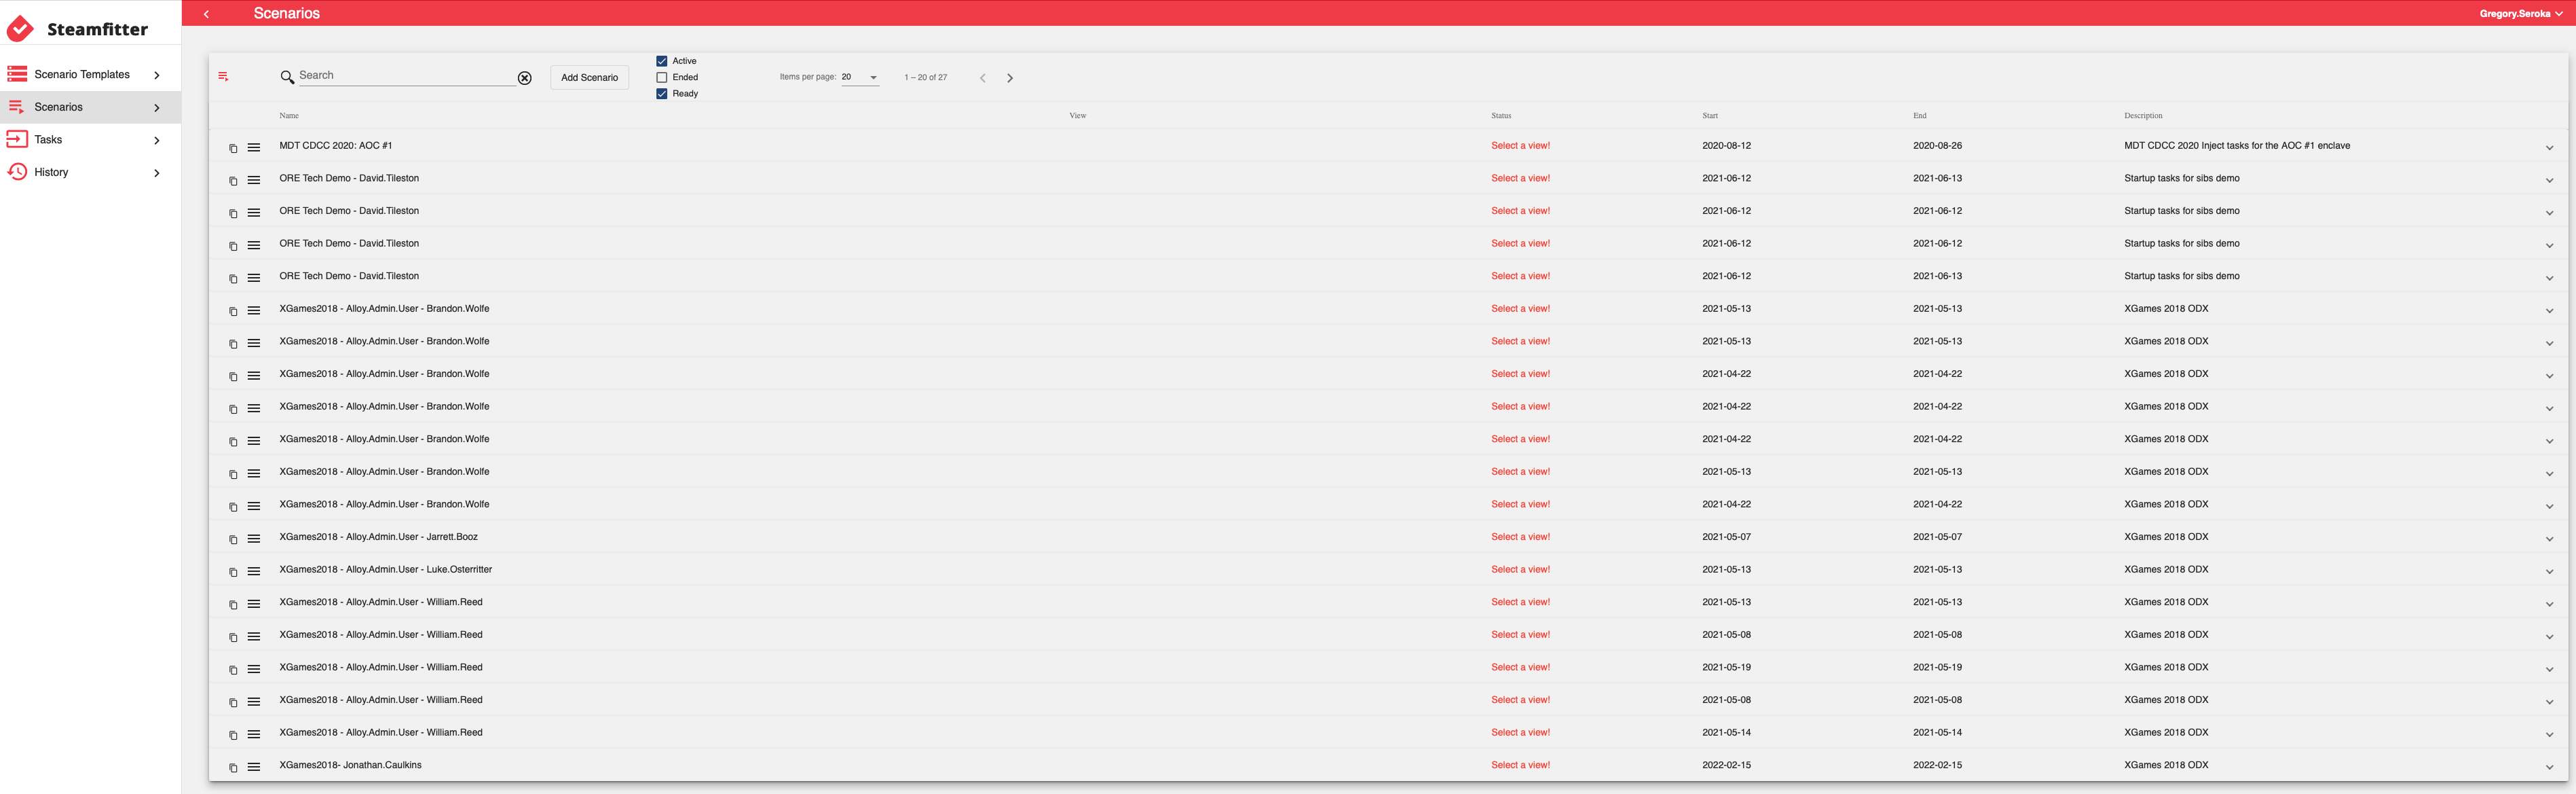 Steamfitter
Scenarios
Gregory.Seroka
Scenario Templates
Scenarios
Tasks
History
Search
Add Scenario
Active
Ended
Ready
Items per page: 20
1 – 20 of 27
Name View Status Start End Description
MDT CDCC 2020: AOC #1 Select a view! 2020-08-12 2020-08-26 MDT CDCC 2020 Inject tasks for the AOC #1 enclave
ORE Tech Demo - David.Tileston Select a view! 2021-06-12 2021-06-13 Startup tasks for sibs demo
ORE Tech Demo - David.Tileston Select a view! 2021-06-12 2021-06-12 Startup tasks for sibs demo
ORE Tech Demo - David.Tileston Select a view! 2021-06-12 2021-06-12 Startup tasks for sibs demo
ORE Tech Demo - David.Tileston Select a view! 2021-06-12 2021-06-13 Startup tasks for sibs demo
XGames2018 - Alloy.Admin.User - Brandon.Wolfe Select a view! 2021-05-13 2021-05-13 XGames 2018 ODX
XGames2018 - Alloy.Admin.User - Brandon.Wolfe Select a view! 2021-05-13 2021-05-13 XGames 2018 ODX
XGames2018 - Alloy.Admin.User - Brandon.Wolfe Select a view! 2021-04-22 2021-04-22 XGames 2018 ODX
XGames2018 - Alloy.Admin.User - Brandon.Wolfe Select a view! 2021-04-22 2021-04-22 XGames 2018 ODX
XGames2018 - Alloy.Admin.User - Brandon.Wolfe Select a view! 2021-04-22 2021-04-22 XGames 2018 ODX
XGames2018 - Alloy.Admin.User - Brandon.Wolfe Select a view! 2021-05-13 2021-05-13 XGames 2018 ODX
XGames2018 - Alloy.Admin.User - Brandon.Wolfe Select a view! 2021-04-22 2021-04-22 XGames 2018 ODX
XGames2018 - Alloy.Admin.User - Jarrett.Booz Select a view! 2021-05-07 2021-05-07 XGames 2018 ODX
XGames2018 - Alloy.Admin.User - Luke.Osterritter Select a view! 2021-05-13 2021-05-13 XGames 2018 ODX
XGames2018 - Alloy.Admin.User - William.Reed Select a view! 2021-05-13 2021-05-13 XGames 2018 ODX
XGames2018 - Alloy.Admin.User - William.Reed Select a view! 2021-05-08 2021-05-08 XGames 2018 ODX
XGames2018 - Alloy.Admin.User - William.Reed Select a view! 2021-05-19 2021-05-19 XGames 2018 ODX
XGames2018 - Alloy.Admin.User - William.Reed Select a view! 2021-05-08 2021-05-08 XGames 2018 ODX
XGames2018 - Alloy.Admin.User - William.Reed Select a view! 2021-05-14 2021-05-14 XGames 2018 ODX
XGames2018- Jonathan.Caulkins Select a view! 2022-02-15 2022-02-15 XGames 2018 ODX